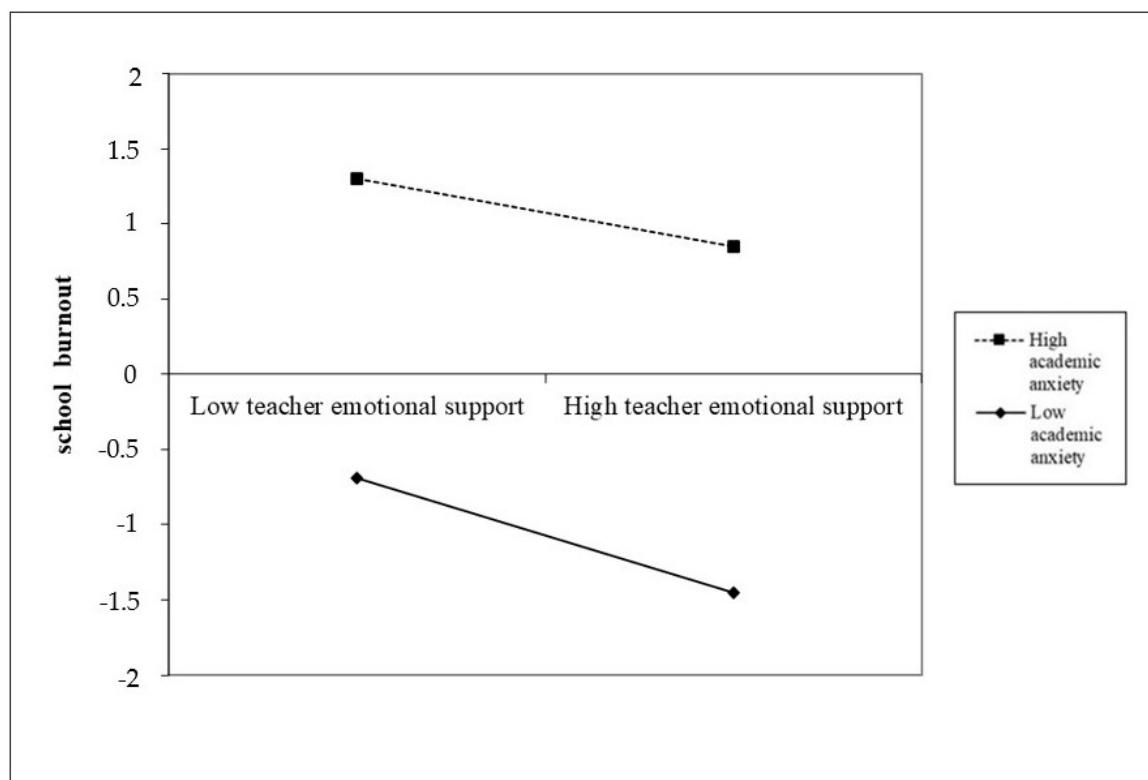 2
1.5
1
0.5
0
-0.5
-1
-1.5
-2
school burnout
Low teacher emotional support
High teacher emotional support
High
academic
anxiety
Low
academic
anxiety